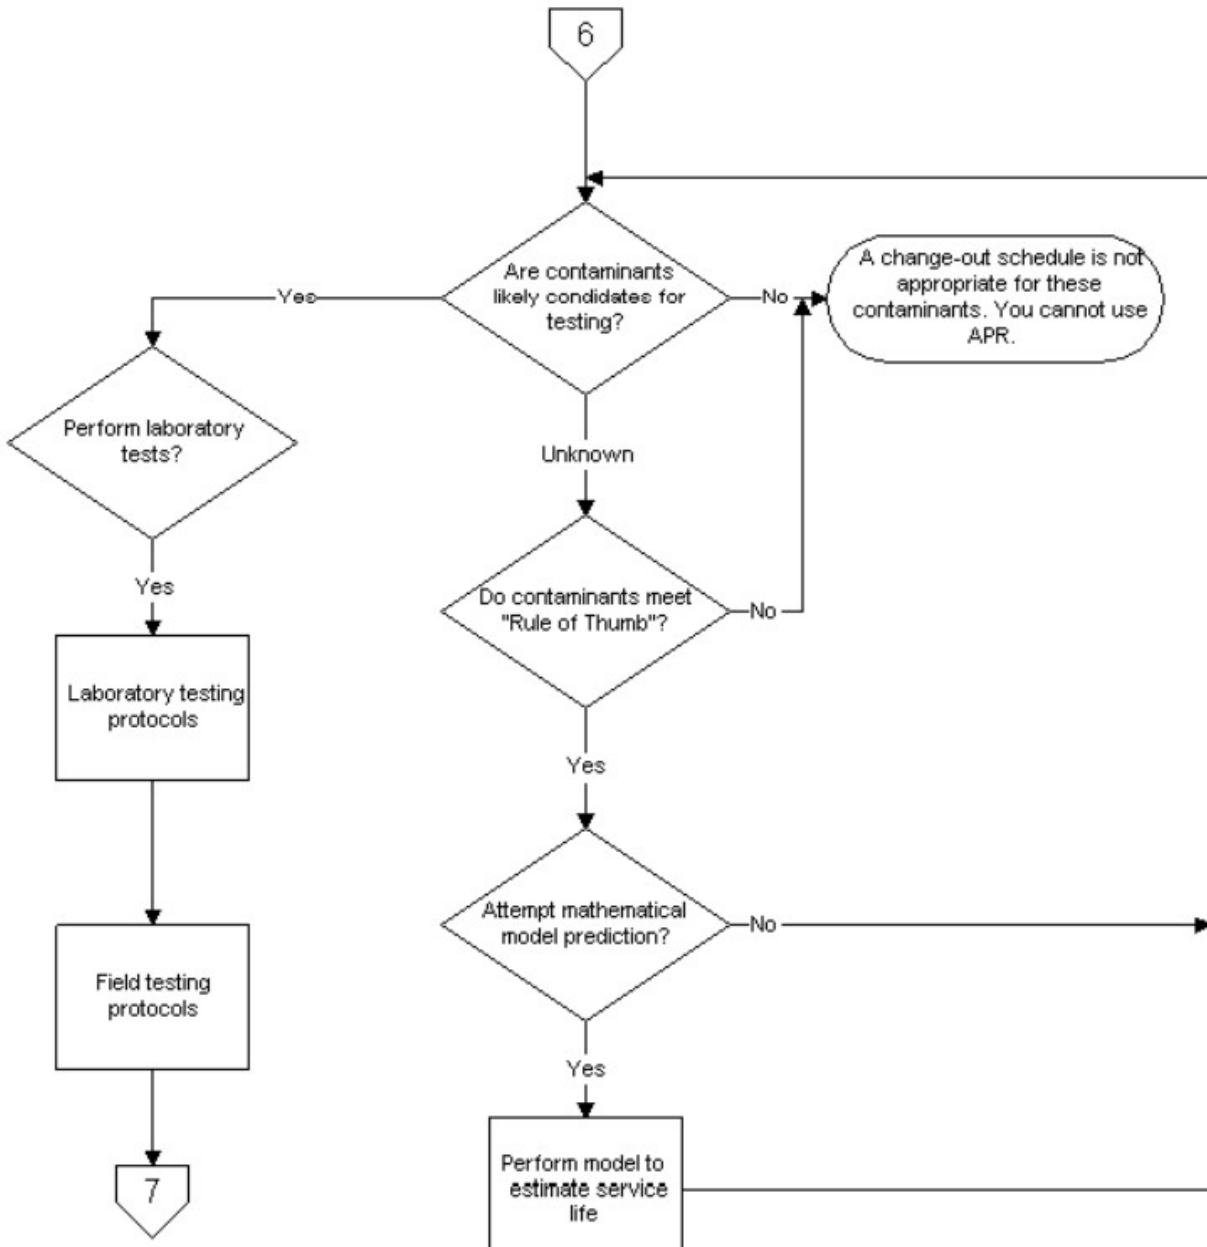 6
Are contaminants
likely candidates for
testing?
Yes
No
A change-out schedule is not
appropriate for these
contaminants. You cannot use
APR.
Perform laboratory
tests?
Unknown
Yes
Do contaminants meet
"Rule of Thumb"?
No
Laboratory testing
protocols
Yes
Attempt mathematical
model prediction?
No
Field testing
protocols
Yes
Perform model to
estimate service
life
7